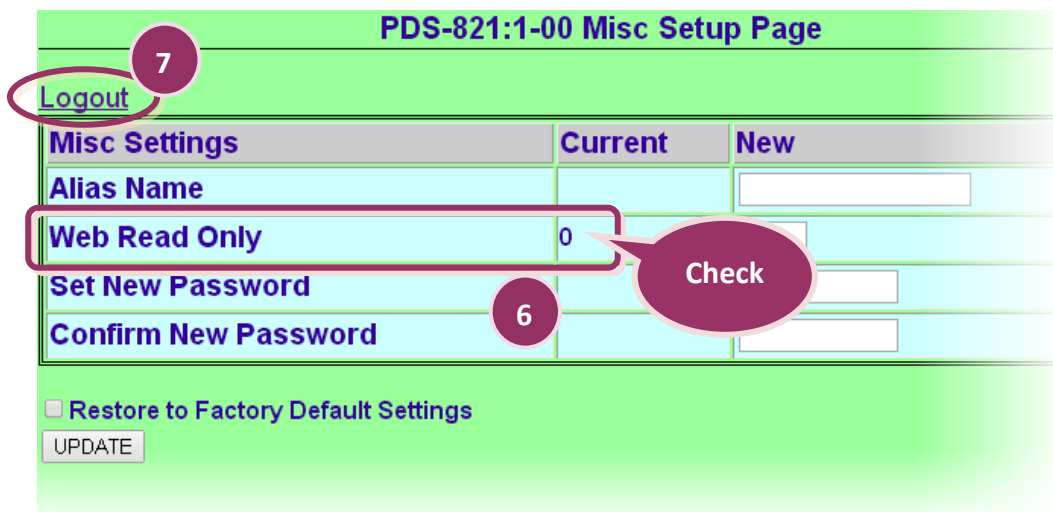 PDS-821:1-00 Misc Setup Page
7
Logout
Misc Settings Current New
Alias Name
Web Read Only 0
Check
Set New Password
6
Confirm New Password
Restore to Factory Default Settings
UPDATE